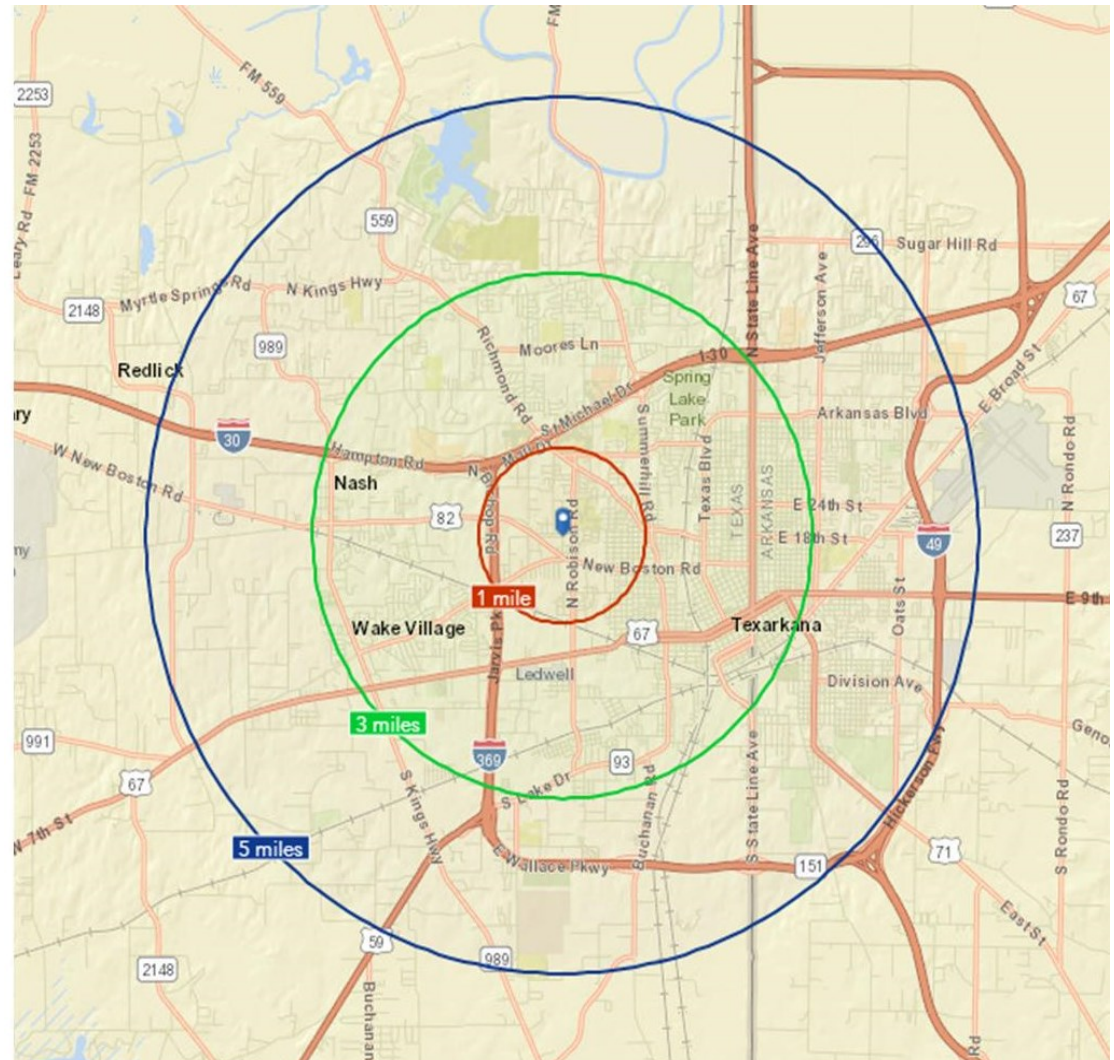 FM
2253
FM 559
FM 2253
Leary Rd
559
N State Line Ave
Jefferson Ave
296
Sugar Hill Rd
67
Myrtle Springs Rd
N Kings Hwy
2148
989
Richmond Rd
Moores Ln
I-30
E Broad St
Redlick
Spring
Lake
Park
St Michael Dr
Arkansas Blvd
30
Hampton Rd
Summerhill Rd
Texas Blvd
N Rondo Rd
W New Boston Rd
Nash
82
TEXAS
ARKANSAS
E 24th St
E 18th St
49
237
N Robison Rd
New Boston Rd
1 mile
E 9th
Oats St
Wake Village
67
Texarkana
Jarvis Pk
Ledwell
Division Ave
3 miles
991
67
369
93
S Lake Dr
S Kings Hwy
Buchanan R
S State Line Ave
Hickerson Fwy
S Rondo Rd
W 7th St
5 miles
E Wallace Pkwy
151
71
East St
59
989
2148
Buchanan
Rd